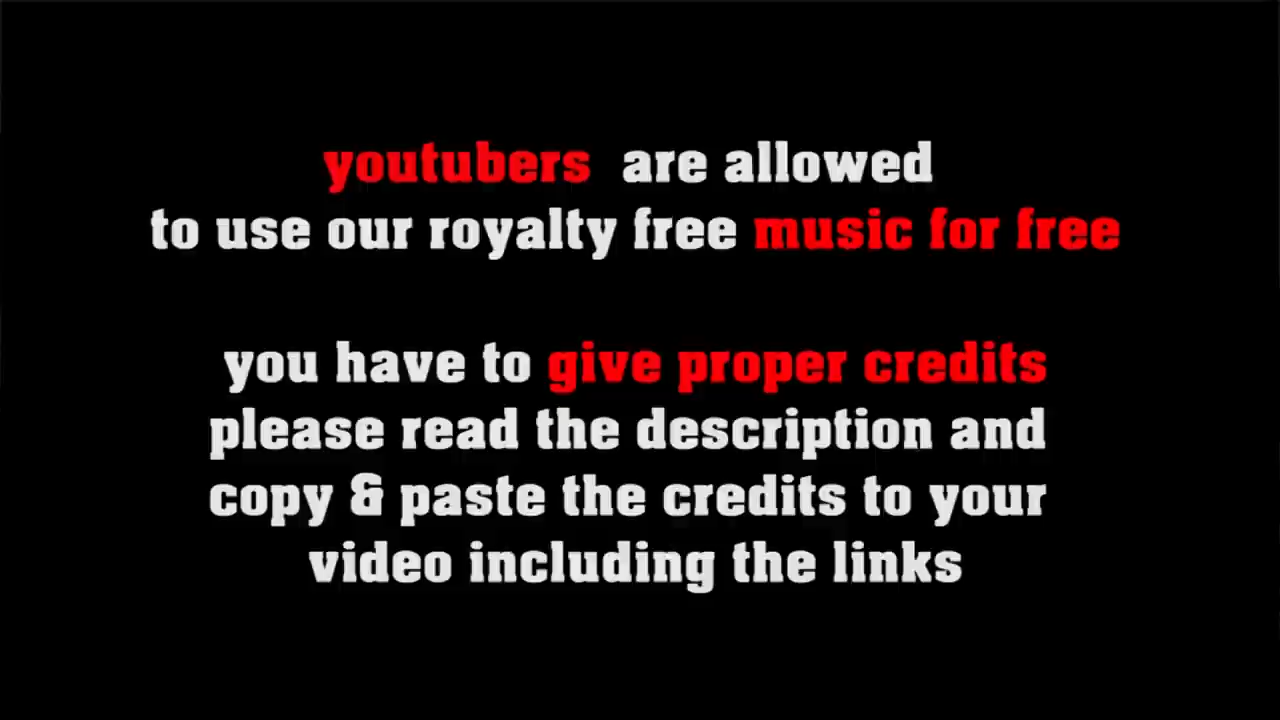 youtubers are allowed
to use our royalty free music for free
you have to give proper credits
please read the description and
copy & paste the credits to your
video including the links